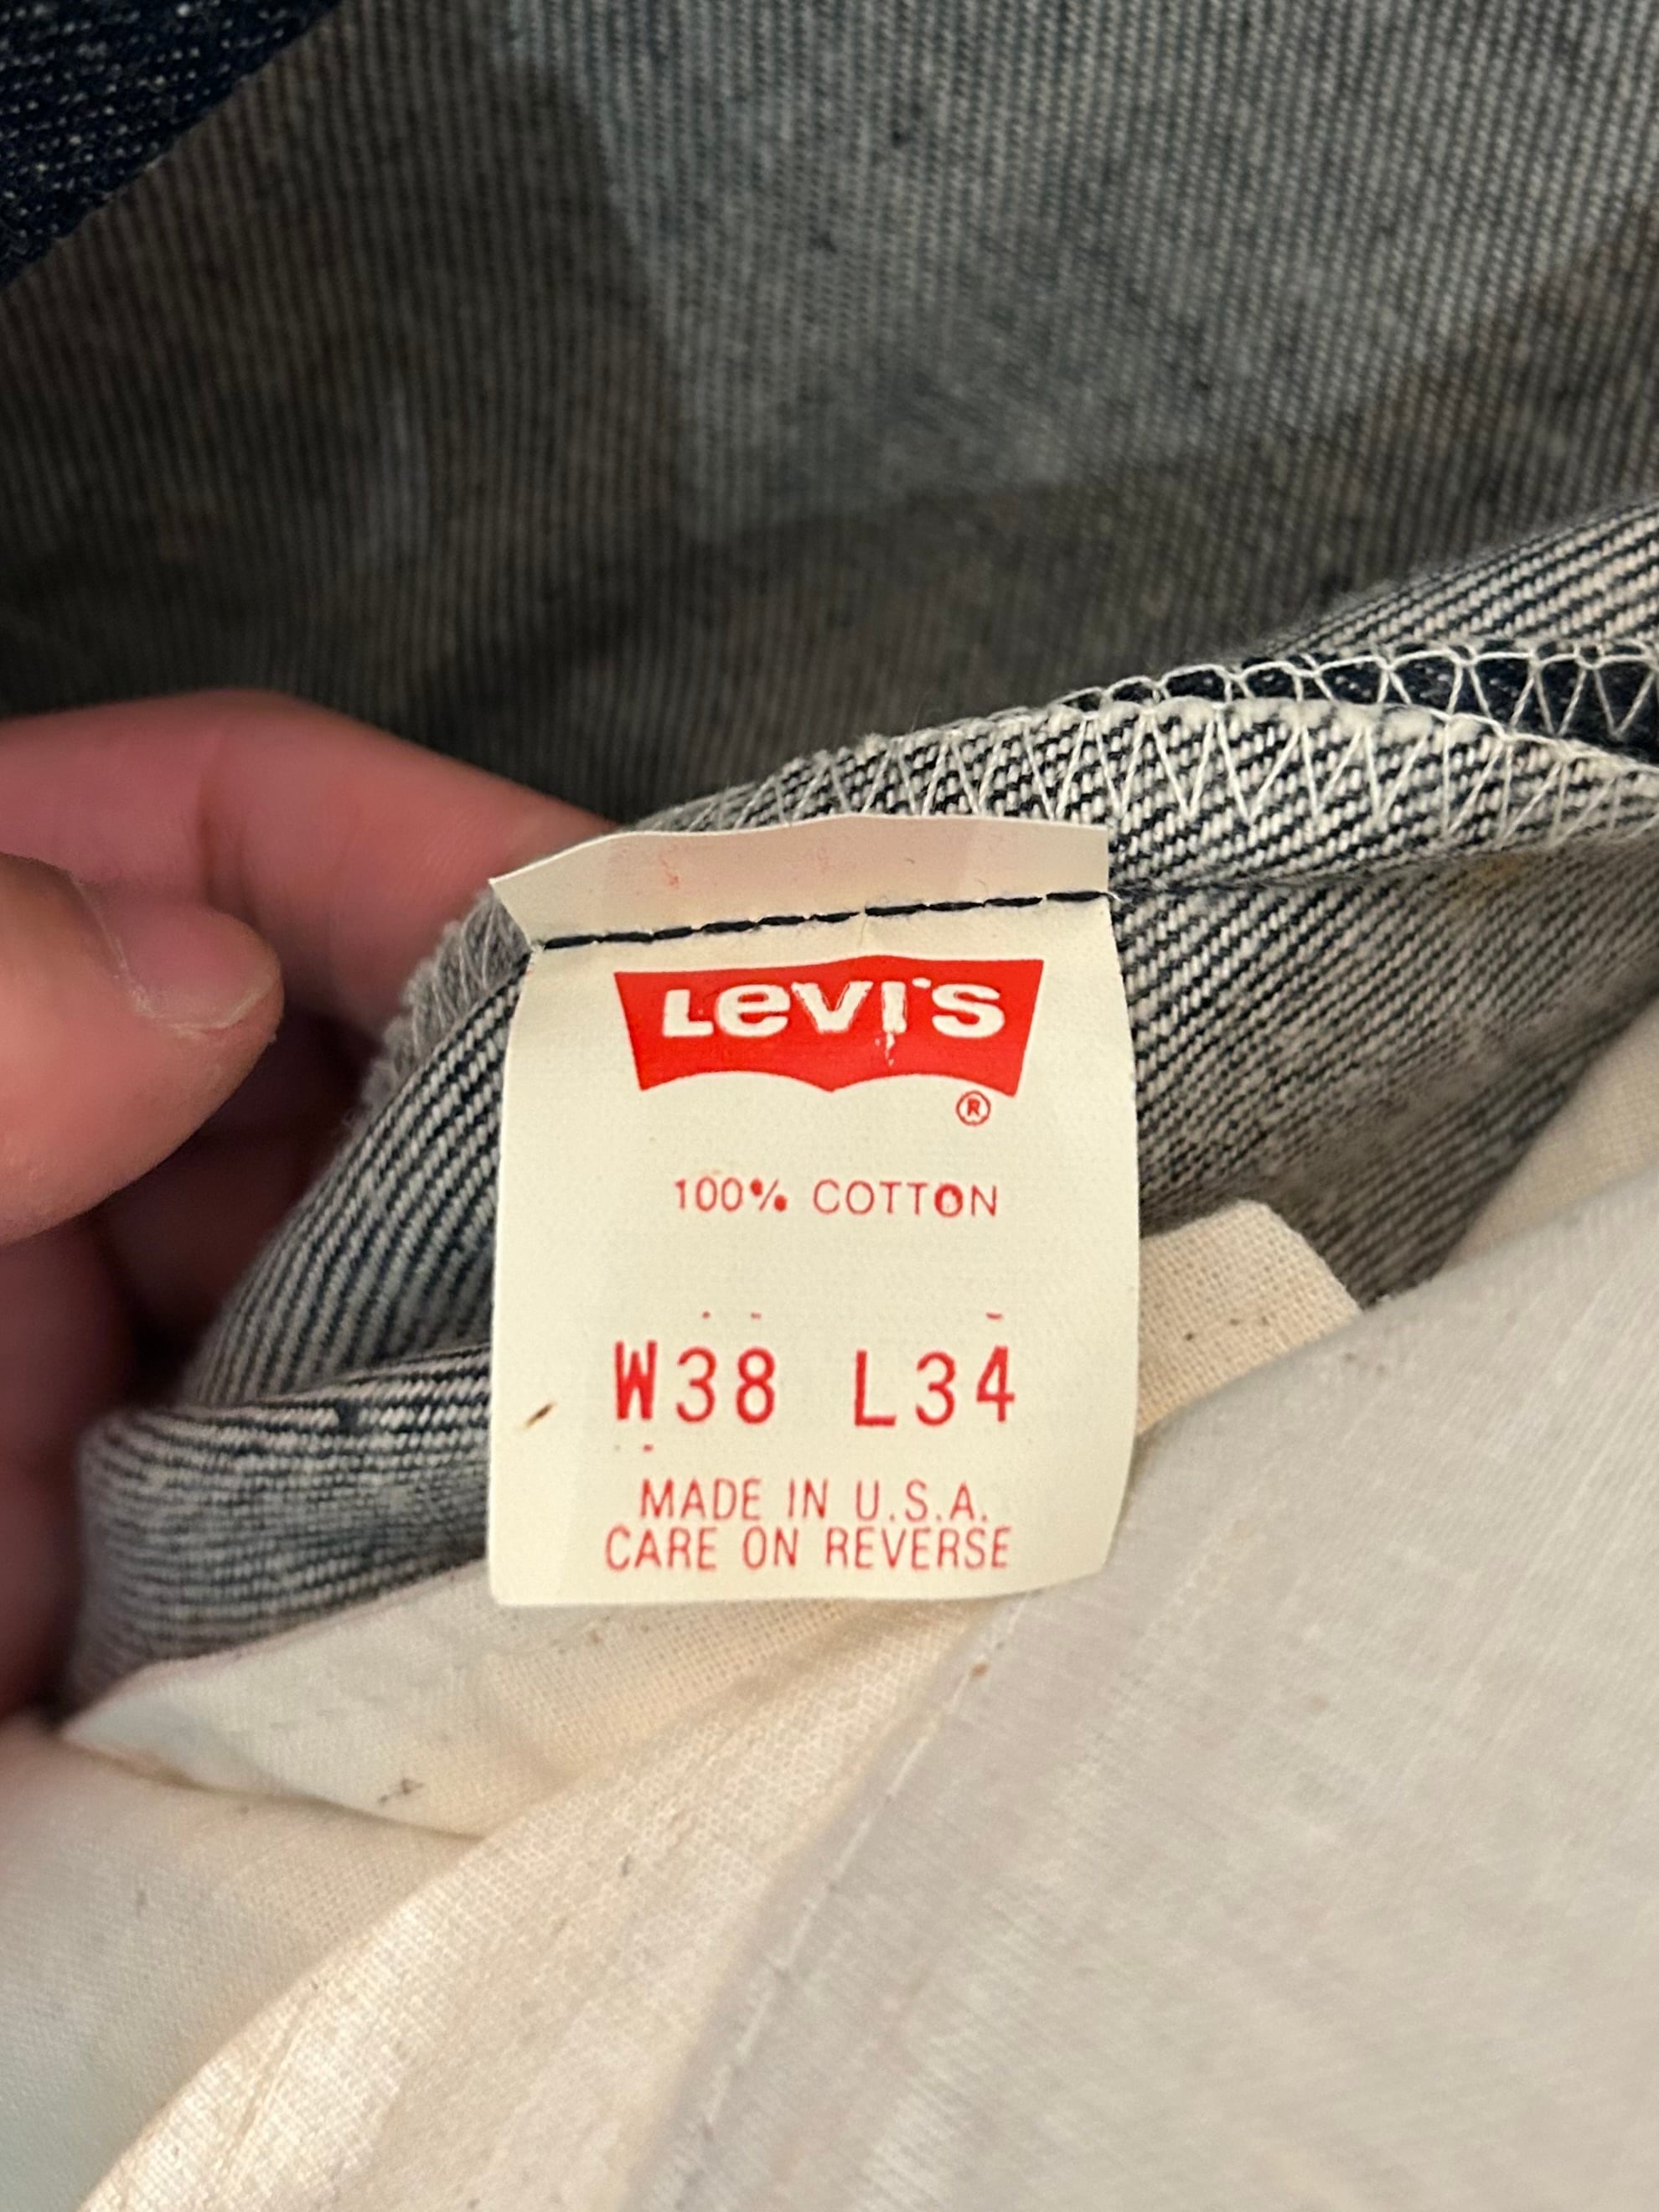 Levi's
®
100% COTTON
W38 L34
MADE IN U.S.A.
CARE ON REVERSE